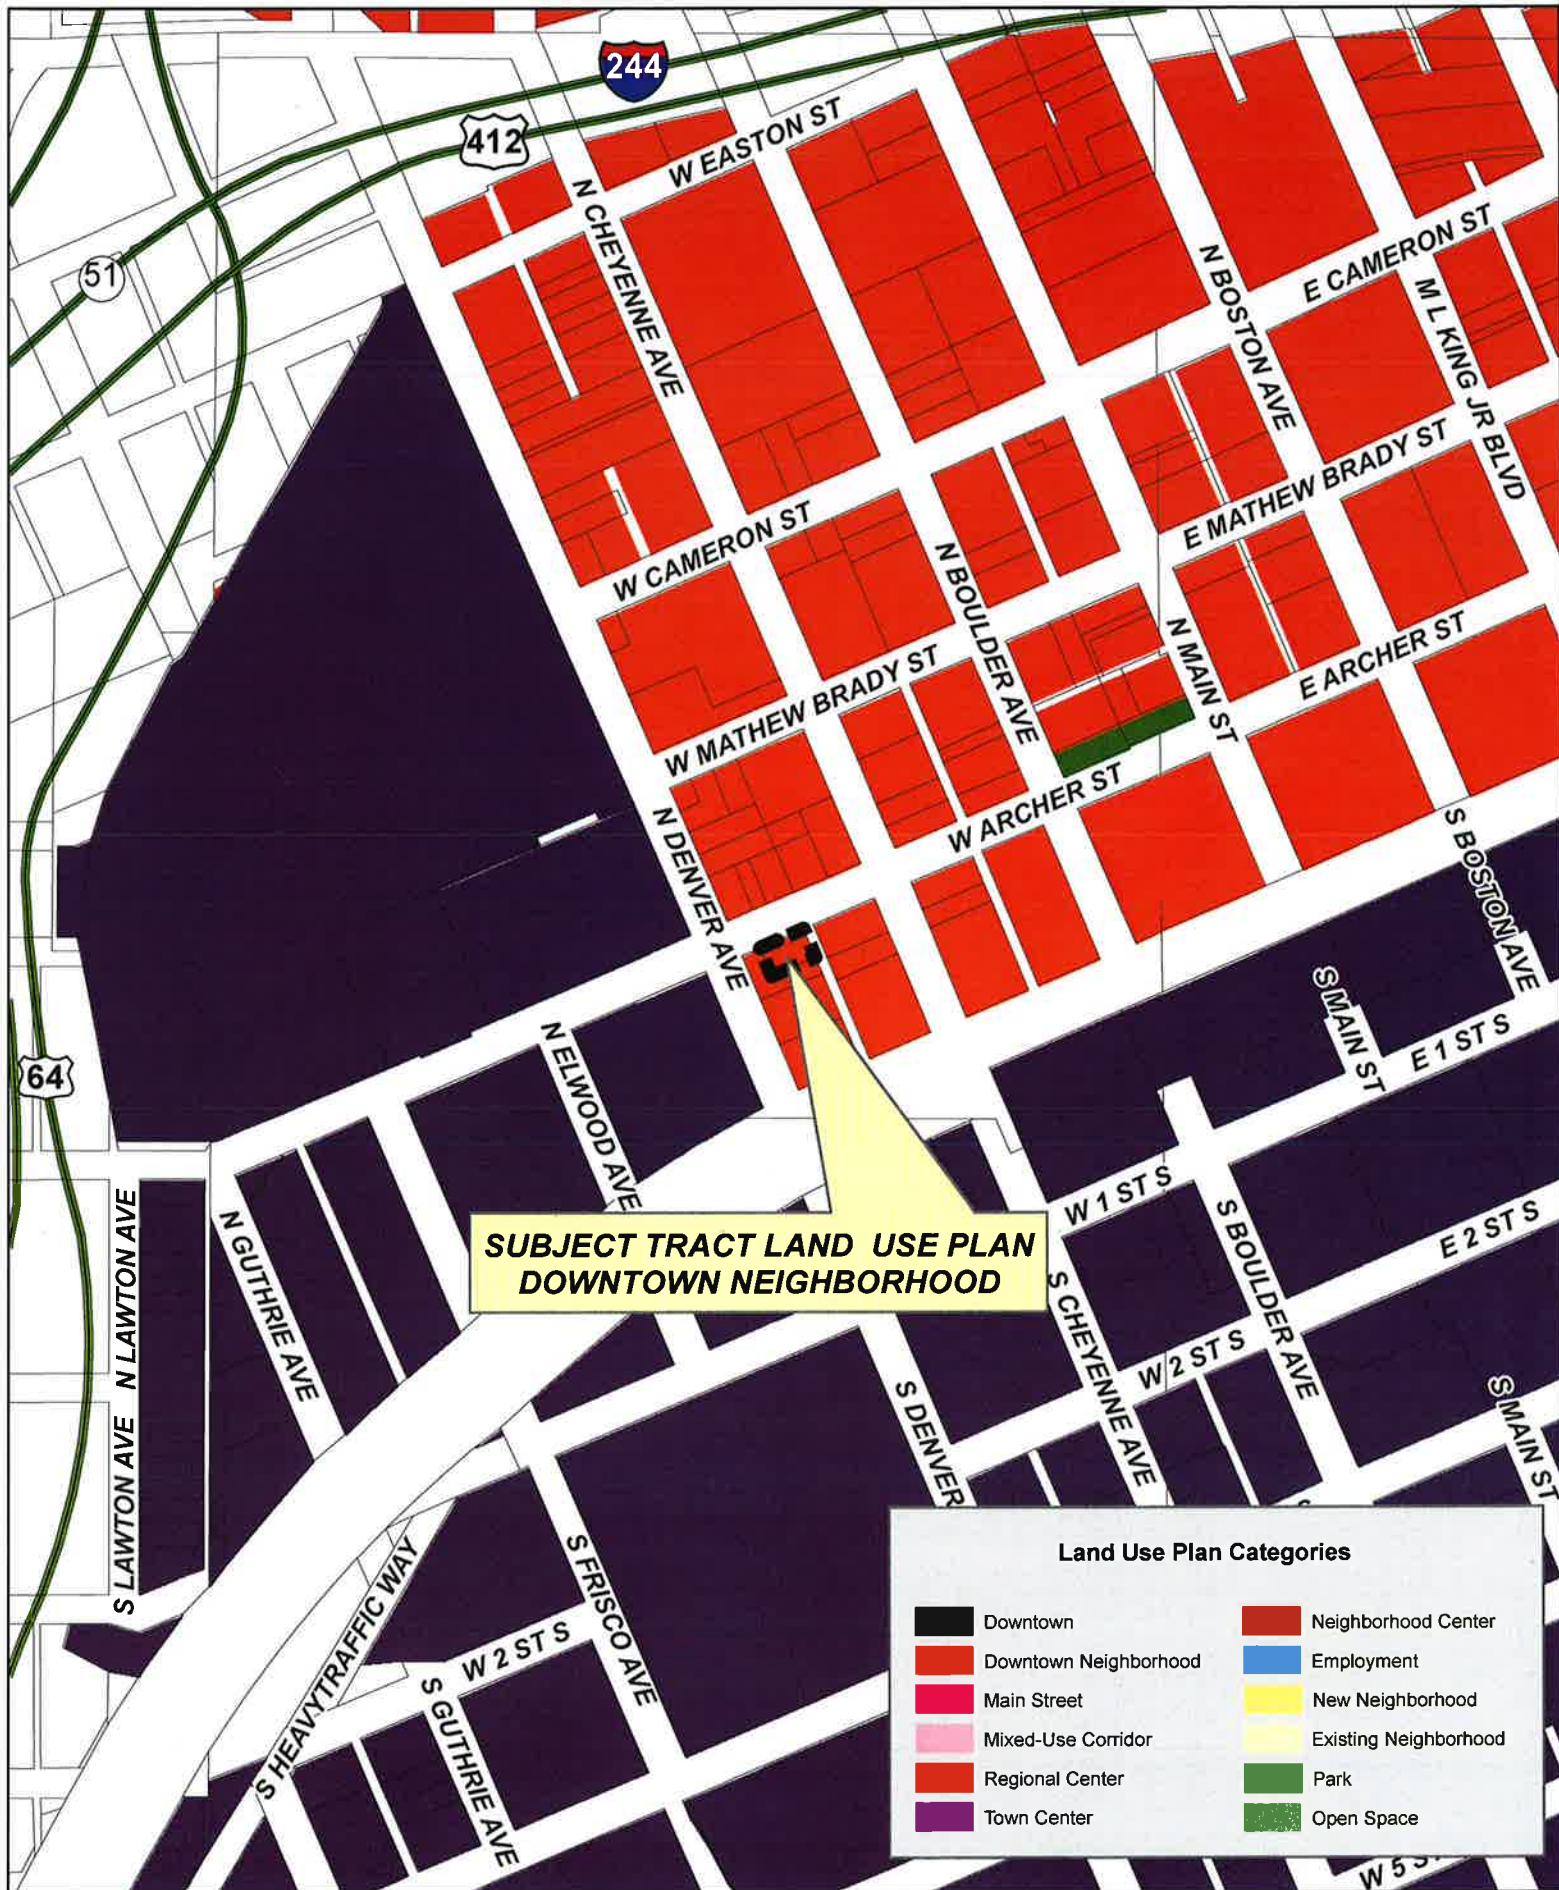 244
412
W EASTON ST
N CHEYENNE AVE
51
N BOSTON AVE
E CAMERON ST
M L KING JR BLVD
W CAMERON ST
E MATHEW BRADY ST
N BOULDER AVE
N MAIN ST
E ARCHER ST
W MATHEW BRADY ST
W ARCHER ST
N DENVER AVE
S BOSTON AVE
S MAIN ST
E 1 ST S
64
N ELWOOD AVE
W 1 ST S
S BOULDER AVE
E 2 ST S
N LAWTON AVE
N GUTHRIE AVE
SUBJECT TRACT LAND USE PLAN
DOWNTOWN NEIGHBORHOOD
S CHEYENNE AVE
W 2 ST S
S DENVER
S MAIN ST
S LAWTON AVE
S HEAVYTRAFFIC WAY
S FRISCO AVE
W 2 ST S
S GUTHRIE AVE
Land Use Plan Categories
Downtown
Downtown Neighborhood
Main Street
Mixed-Use Corridor
Regional Center
Town Center
Neighborhood Center
Employment
New Neighborhood
Existing Neighborhood
Park
Open Space
W 5 S